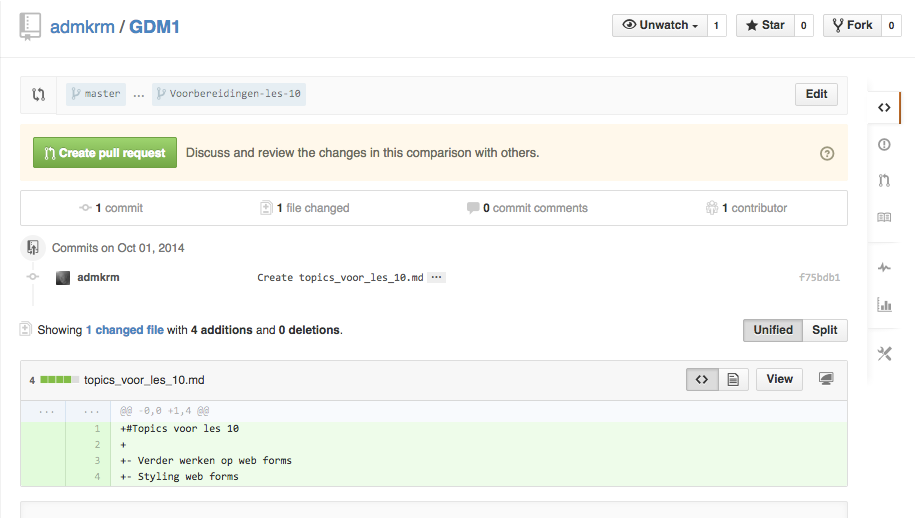 admkrm / GDM1
Unwatch 1 Star 0 Fork 0
master ... Voorbereidingen-les-10 Edit
Create pull request Discuss and review the changes in this comparison with others. ?
1 commit 1 file changed 0 commit comments 1 contributor
Commits on Oct 01, 2014
admkrm Create topics_voor_les_10.md ... f75bdb1
Showing 1 changed file with 4 additions and 0 deletions. Unified Split
4 topics_voor_les_10.md <> View
... ... @@ -0,0 +1,4 @@
1 +#Topics voor les 10
2 +
3 +- Verder werken op web forms
4 +- Styling web forms